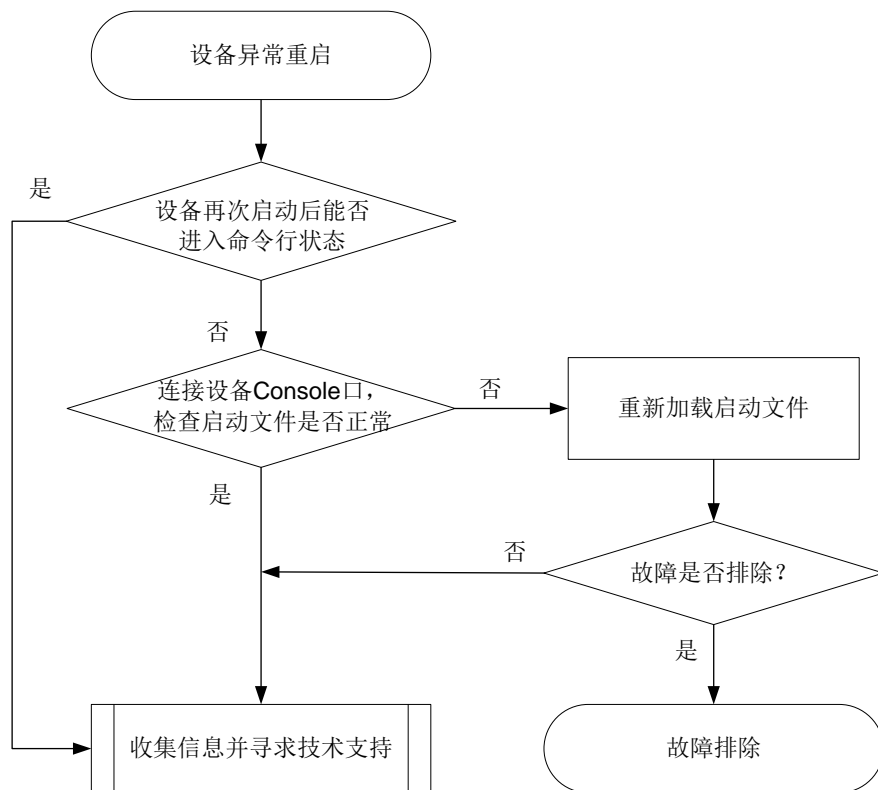 设备异常重启
是
设备再次启动后能否
进入命令行状态
否
连接设备Console口，
检查启动文件是否正常
否
重新加载启动文件
是
否
故障是否排除？
是
收集信息并寻求技术支持
故障排除